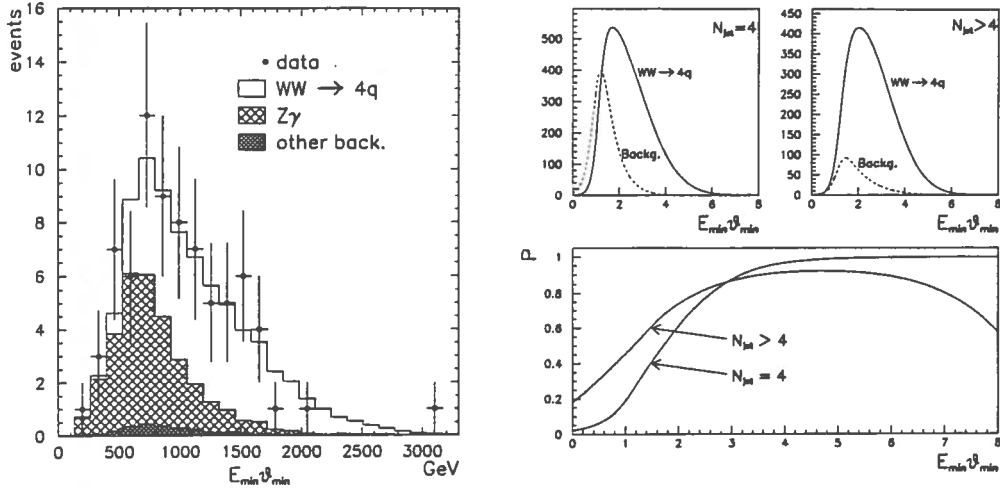 events
16
14
12
10
8
6
4
2
0
data
WW → 4q
Zγ
other back.
0 500 1000 1500 2000 2500 3000
GeV
E_min ϑ_min
N_jet = 4
500
400
300
200
100
0
WW → 4q
Backg.
0 2 4 6 8
E_min ϑ_min
N_jet > 4
450
400
350
300
250
200
150
100
50
0
WW → 4q
Backg.
0 2 4 6 8
E_min ϑ_min
P
1
0.8
0.6
0.4
0.2
0
N_jet > 4
N_jet = 4
0 1 2 3 4 5 6 7 8
E_min ϑ_min